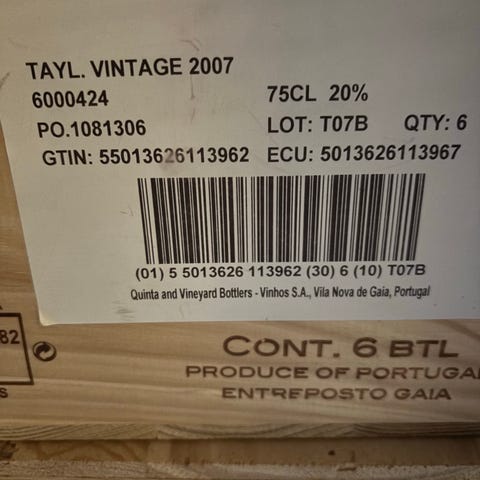 TAYL. VINTAGE 2007
6000424 75CL 20%
PO.1081306 LOT: T07B QTY: 6
GTIN: 55013626113962 ECU: 5013626113967
(01) 5 5013626 113962 (30) 6 (10) T07B
Quinta and Vineyard Bottlers - Vinhos S.A., Vila Nova de Gaia, Portugal
82
CONT. 6 BTL
PRODUCE OF PORTUGAL
ENTREPOSTO GAIA
S